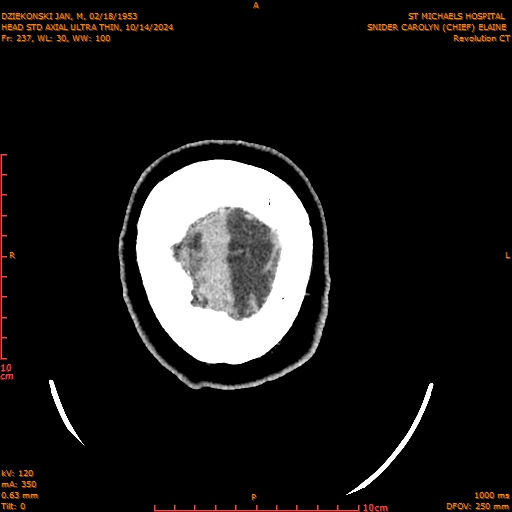 A
DZIEKONSKI JAN, M, 02/18/1953
HEAD STD AXIAL ULTRA THIN, 10/14/2024
Fr: 237, WL: 30, WW: 100
ST MICHAELS HOSPITAL
SNIDER CAROLYN (CHIEF) ELAINE
Revolution CT
R
L
10
cm
kV: 120
mA: 350
0.63 mm
Tilt: 0
P
10cm
1000 ms
DFOV: 250 mm